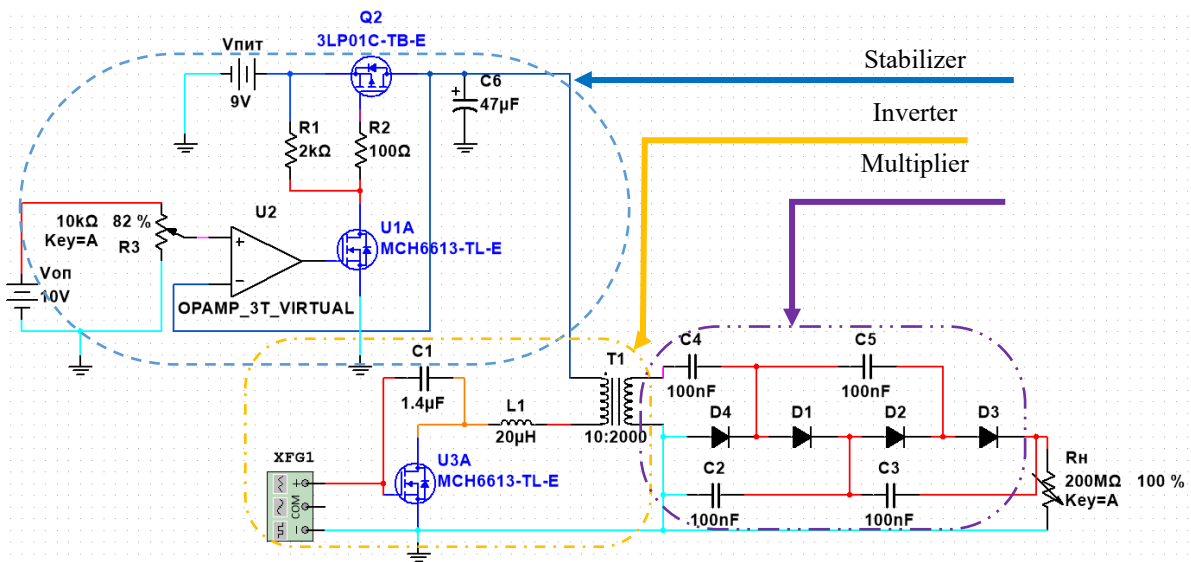 Q2
3LP01C-TB-E
Vпит
9V
Stabilizer
C6
47µF
Inverter
R1
2kΩ
R2
100Ω
Multiplier
10kΩ 82 %
Key=A
R3
U2
U1A
MCH6613-TL-E
Vоп
10V
OPAMP_3T_VIRTUAL
C1
1.4µF
T1
10:2000
C4
100nF
C5
100nF
L1
20µH
D4
D1
D2
D3
XFG1
COM
U3A
MCH6613-TL-E
C2
100nF
C3
100nF
Rн
200MΩ 100 %
Key=A